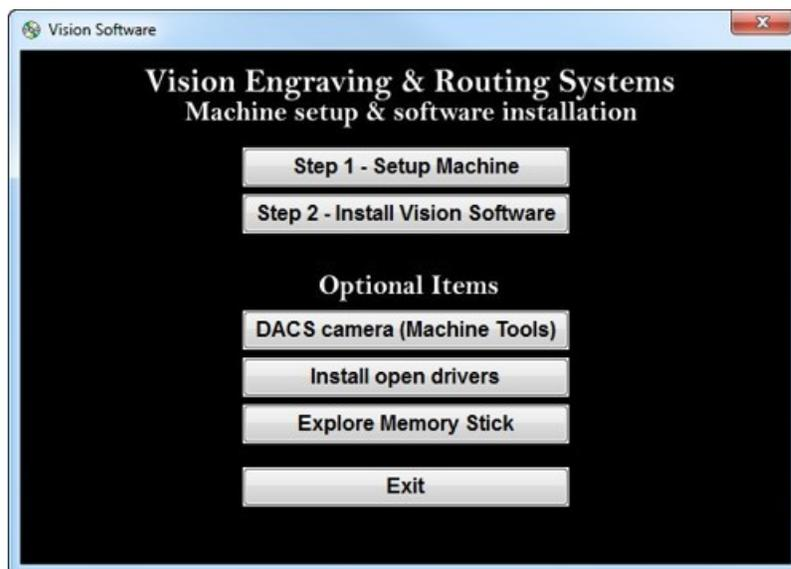 Vision Software
Vision Engraving & Routing Systems
Machine setup & software installation
Step 1 - Setup Machine
Step 2 - Install Vision Software
Optional Items
DACS camera (Machine Tools)
Install open drivers
Explore Memory Stick
Exit